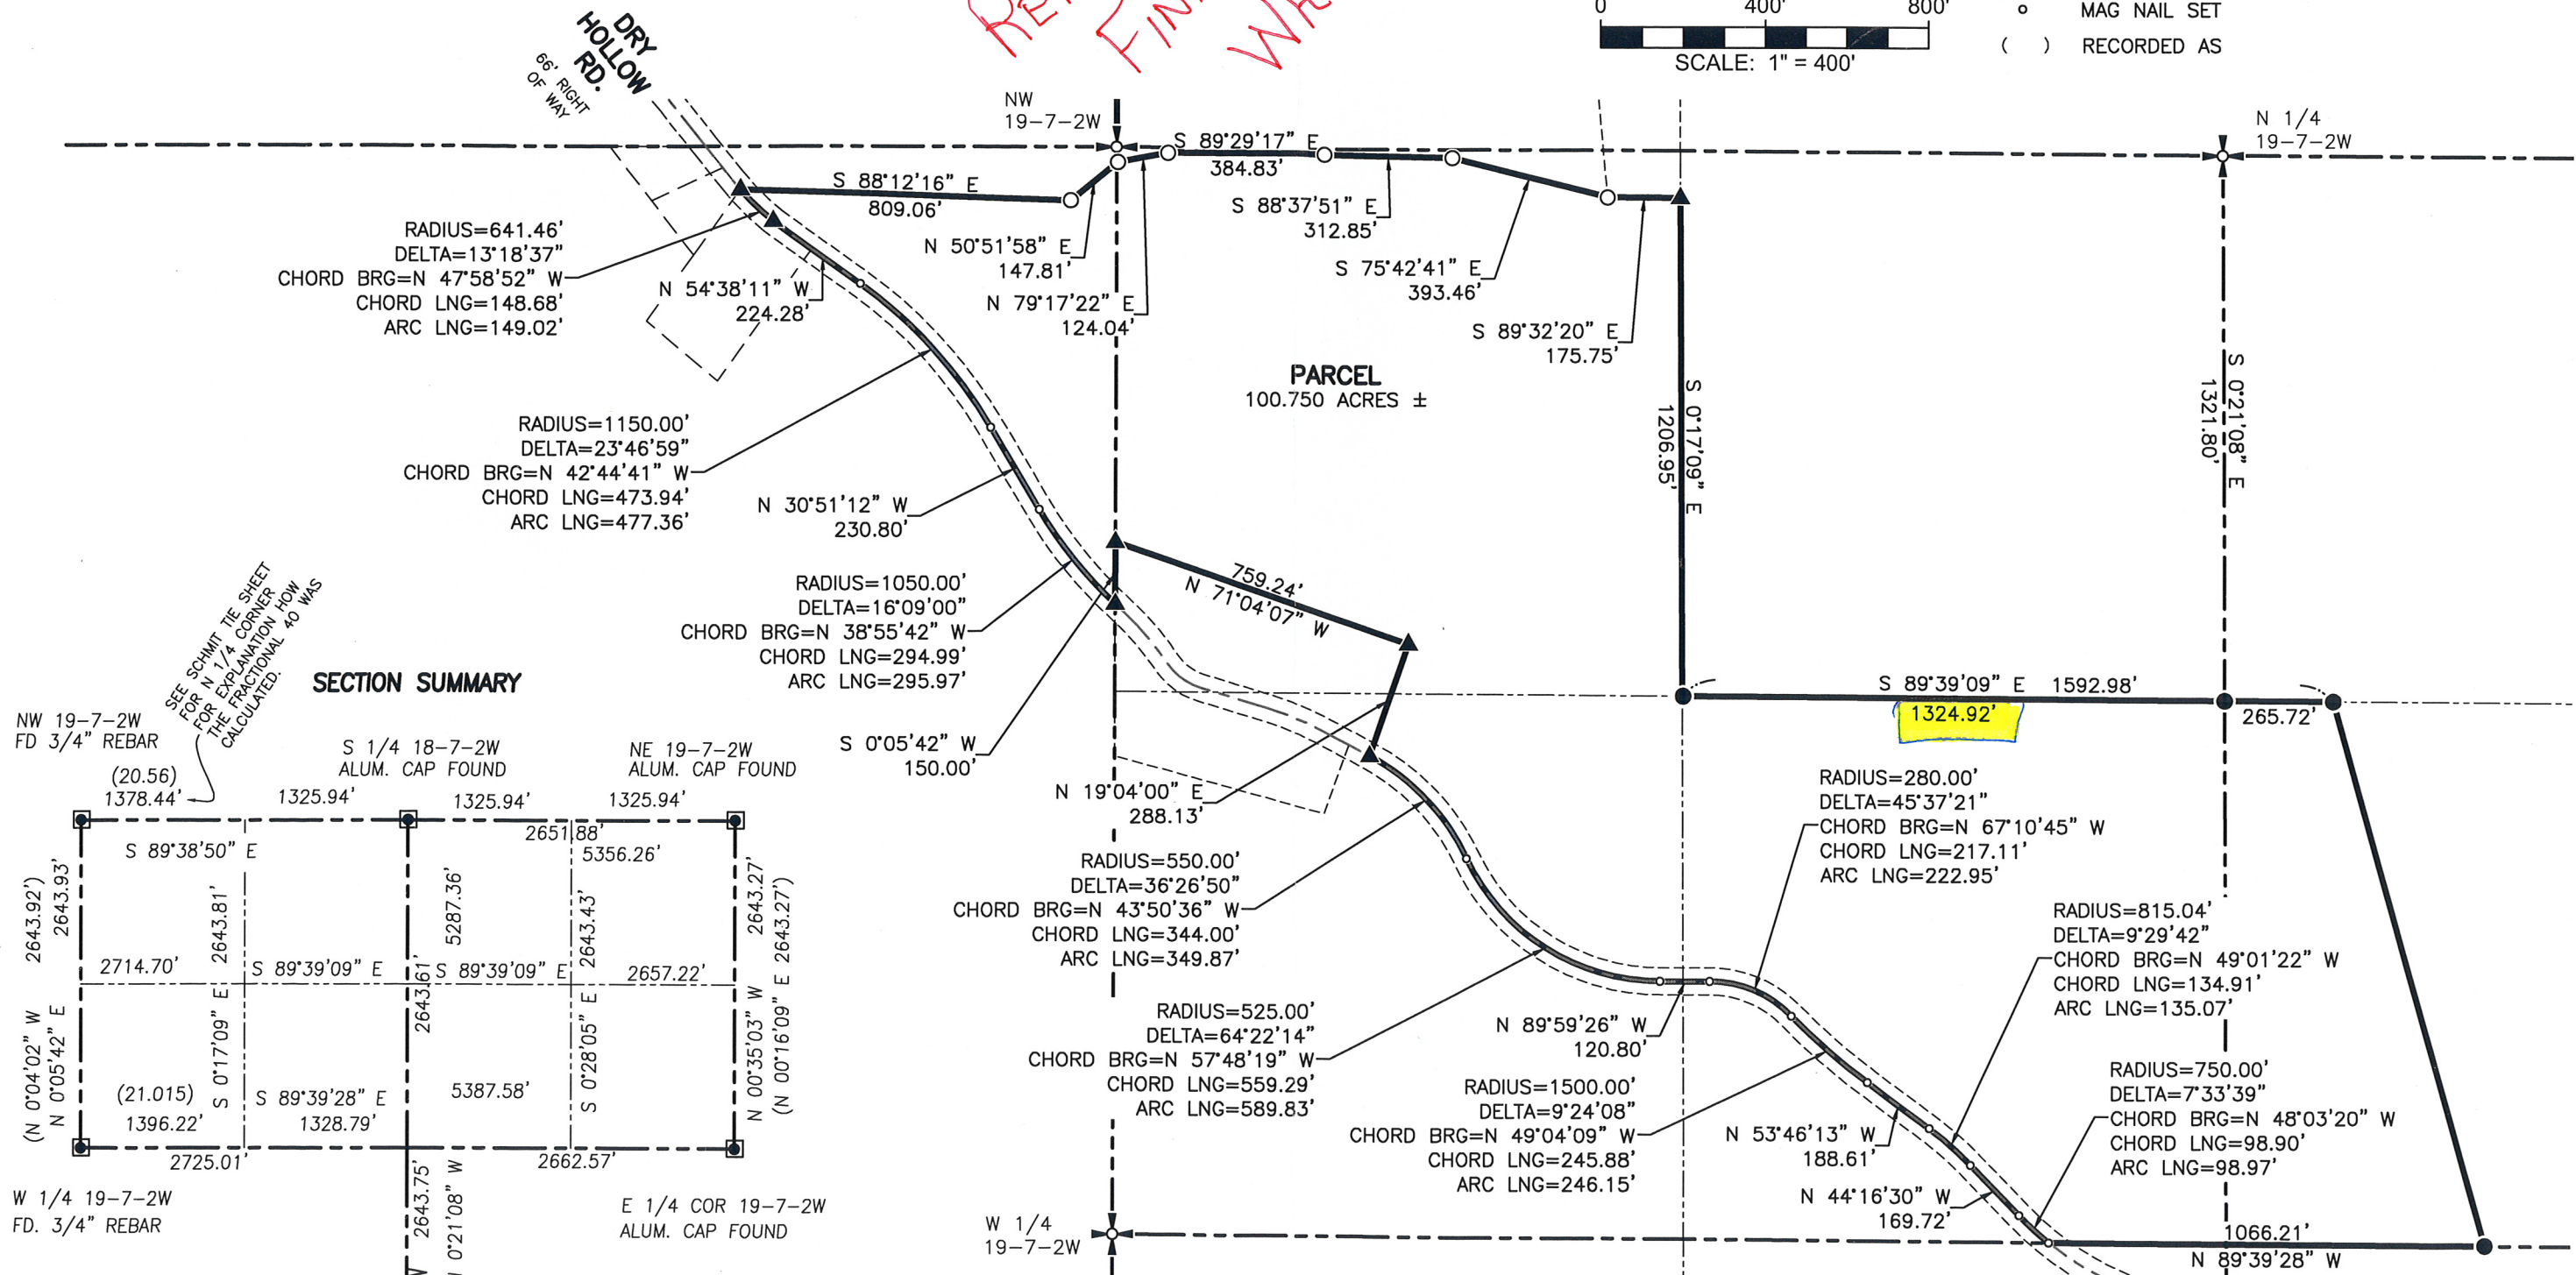 0 400' 800'
SCALE: 1" = 400'
MAG NAIL SET
( ) RECORDED AS
DRY
HOLLOW
RD.
66' RIGHT
OF WAY
NW
19-7-2W
N 1/4
19-7-2W
S 89°29'17" E
384.83'
S 88°12'16" E
809.06'
S 88°37'51" E
312.85'
N 50°51'58" E
147.81'
S 75°42'41" E
393.46'
N 79°17'22" E
124.04'
S 89°32'20" E
175.75'
RADIUS=641.46'
DELTA=13°18'37"
CHORD BRG=N 47°58'52" W
CHORD LNG=148.68'
ARC LNG=149.02'
N 54°38'11" W
224.28'
PARCEL
100.750 ACRES ±
S 0°17'09" E
1206.95'
S 0°21'08" E
1321.80'
RADIUS=1150.00'
DELTA=23°46'59"
CHORD BRG=N 42°44'41" W
CHORD LNG=473.94'
ARC LNG=477.36'
N 30°51'12" W
230.80'
759.24'
N 71°04'07" W
RADIUS=1050.00'
DELTA=16°09'00"
CHORD BRG=N 38°55'42" W
CHORD LNG=294.99'
ARC LNG=295.97'
S 0°05'42" W
150.00'
S 89°39'09" E 1592.98'
1324.92'
265.72'
N 19°04'00" E
288.13'
RADIUS=280.00'
DELTA=45°37'21"
CHORD BRG=N 67°10'45" W
CHORD LNG=217.11'
ARC LNG=222.95'
RADIUS=550.00'
DELTA=36°26'50"
CHORD BRG=N 43°50'36" W
CHORD LNG=344.00'
ARC LNG=349.87'
RADIUS=815.04'
DELTA=9°29'42"
CHORD BRG=N 49°01'22" W
CHORD LNG=134.91'
ARC LNG=135.07'
RADIUS=525.00'
DELTA=64°22'14"
CHORD BRG=N 57°48'19" W
CHORD LNG=559.29'
ARC LNG=589.83'
N 89°59'26" W
120.80'
RADIUS=1500.00'
DELTA=9°24'08"
CHORD BRG=N 49°04'09" W
CHORD LNG=245.88'
ARC LNG=246.15'
N 53°46'13" W
188.61'
RADIUS=750.00'
DELTA=7°33'39"
CHORD BRG=N 48°03'20" W
CHORD LNG=98.90'
ARC LNG=98.97'
N 44°16'30" W
169.72'
1066.21'
N 89°39'28" W
W 1/4
19-7-2W
SEE SCHMIT TIE SHEET
FOR N 1/4 CORNER
FOR EXPLANATION HOW
THE FRACTIONAL 40 WAS
CALCULATED.
SECTION SUMMARY
NW 19-7-2W
FD 3/4" REBAR
S 1/4 18-7-2W
ALUM. CAP FOUND
NE 19-7-2W
ALUM. CAP FOUND
(20.56)
1378.44'
1325.94'
1325.94'
1325.94'
2651.88'
5356.26'
S 89°38'50" E
2643.92')
2643.93'
2643.81'
5287.36'
2643.43'
2643.27'
2643.27')
2714.70'
S 89°39'09" E
S 89°39'09" E
2657.22'
(N 0°04'02" W
N 0°05'42" E
S 0°17'09" E
2643.61'
S 0°28'05" E
N 00°35'03" W
(N 00°16'09" E
(21.015)
1396.22'
S 89°39'28" E
1328.79'
5387.58'
2725.01'
2662.57'
2643.75'
0°21'08" W
W 1/4 19-7-2W
FD. 3/4" REBAR
E 1/4 COR 19-7-2W
ALUM. CAP FOUND